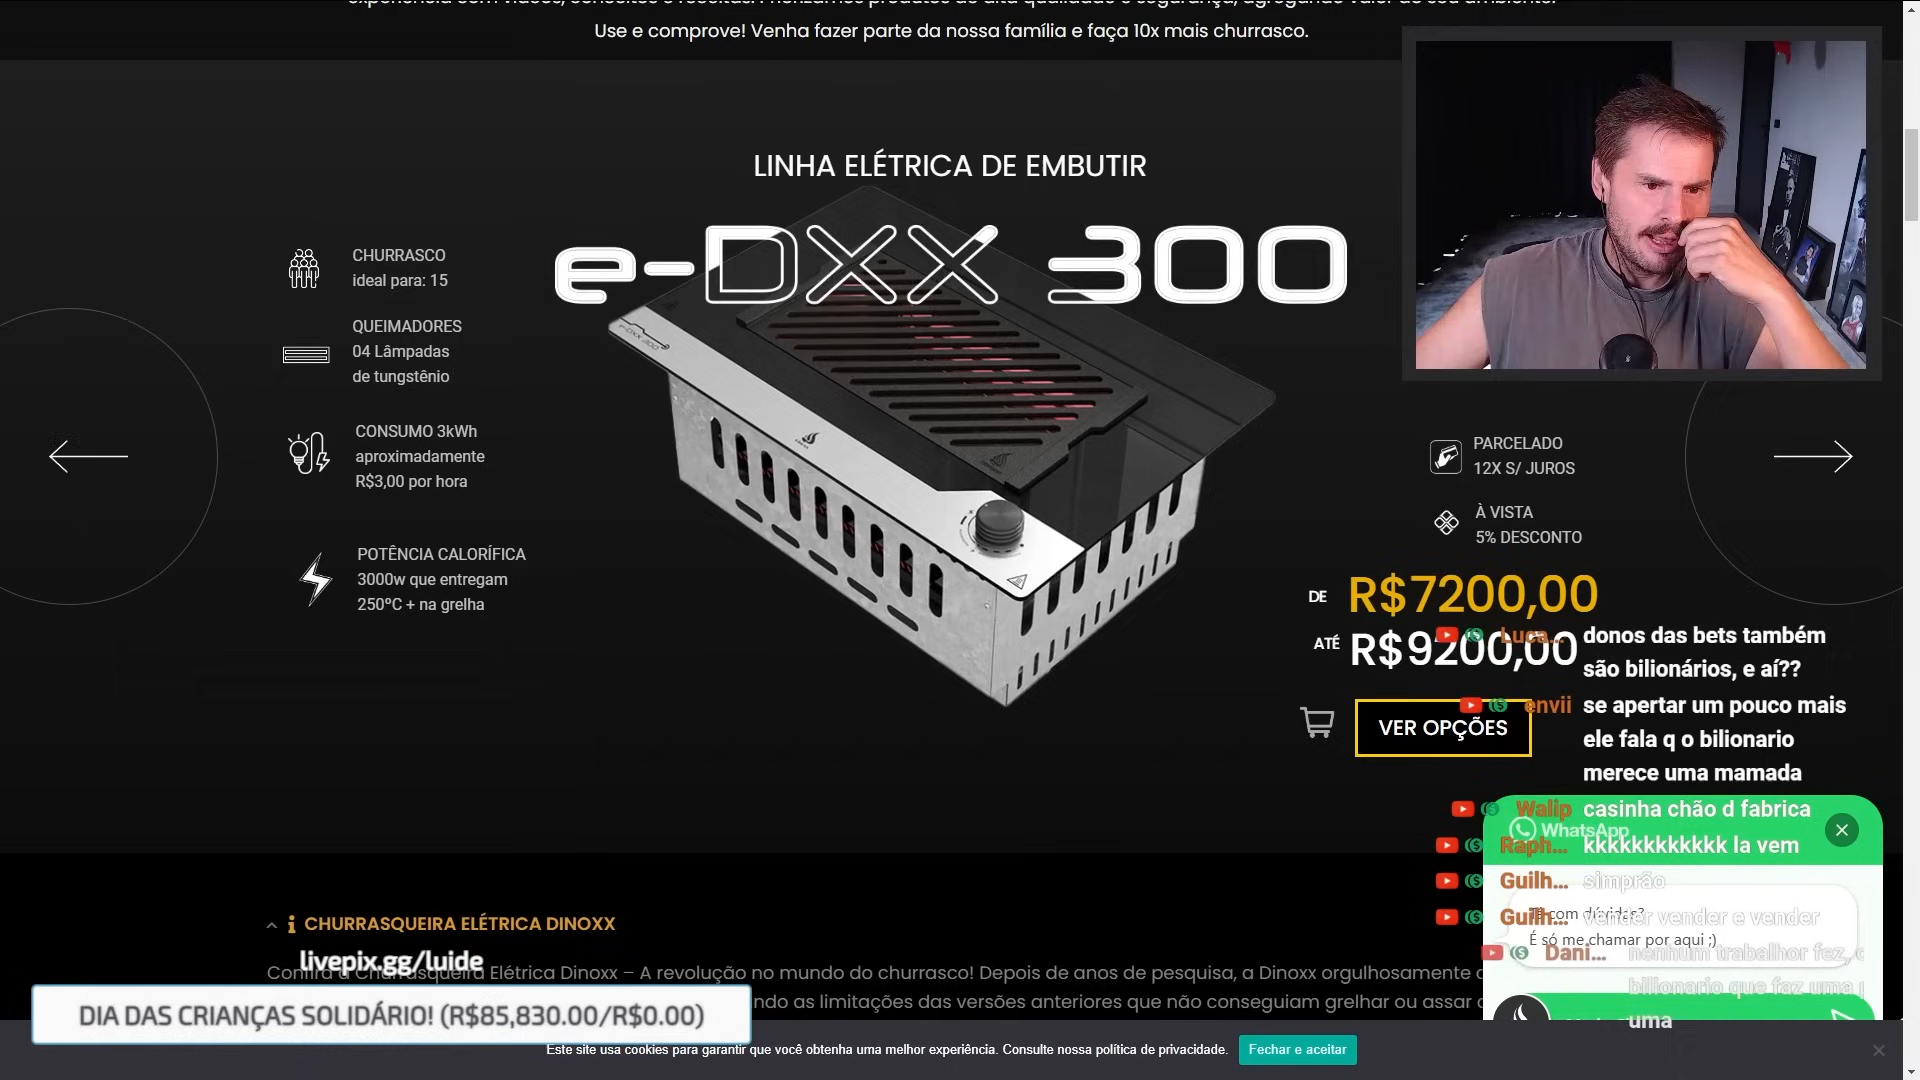 Use e comprove! Venha fazer parte da nossa família e faça 10x mais churrasco.
LINHA ELÉTRICA DE EMBUTIR
e-DXX 300
CHURRASCO
ideal para: 15
QUEIMADORES
04 Lâmpadas
de tungstênio
CONSUMO 3kWh
aproximadamente
R$3,00 por hora
POTÊNCIA CALORÍFICA
3000w que entregam
250ºC + na grelha
PARCELADO
12X S/ JUROS
À VISTA
5% DESCONTO
DE R$7200,00
ATÉ R$9200,00
VER OPÇÕES
Luca... donos das bets também
são bilionários, e aí??
envii se apertar um pouco mais
ele fala q o bilionario
merece uma mamada
Walip casinha chão d fabrica
WhatsApp
Raph... kkkkkkkkkkkk la vem
Guilh... simprão
Guilh... vender vender e vender
com dúvidas?
É só me chamar por aqui ;)
Dani... nenhum trabalhor fez,
bilionario que faz uma
uma
CHURRASQUEIRA ELÉTRICA DINOXX
livepix.gg/luide
Confira a Churrasqueira Elétrica Dinoxx – A revolução no mundo do churrasco! Depois de anos de pesquisa, a Dinoxx orgulhosamente
ndo as limitações das versões anteriores que não conseguiam grelhar ou assar
DIA DAS CRIANÇAS SOLIDÁRIO! (R$85,830.00/R$0.00)
Este site usa cookies para garantir que você obtenha uma melhor experiência. Consulte nossa política de privacidade.
Fechar e aceitar